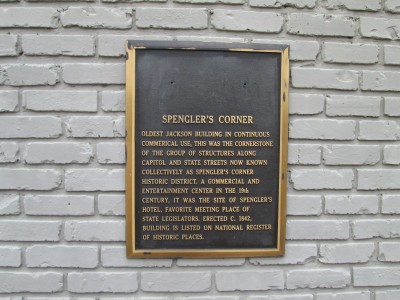 SPENGLER'S CORNER
OLDEST JACKSON BUILDING IN CONTINUOUS
COMMERICAL USE, THIS WAS THE CORNERSTONE
OF THE GROUP OF STRUCTURES ALONG
CAPITOL AND STATE STREETS NOW KNOWN
COLLECTIVELY AS SPENGLER'S CORNER
HISTORIC DISTRICT. A COMMERCIAL AND
ENTERTAINMENT CENTER IN THE 19th
CENTURY, IT WAS THE SITE OF SPENGLER'S
HOTEL, FAVORITE MEETING PLACE OF
STATE LEGISLATORS. ERECTED C. 1842,
BUILDING IS LISTED ON NATIONAL REGISTER
OF HISTORIC PLACES.